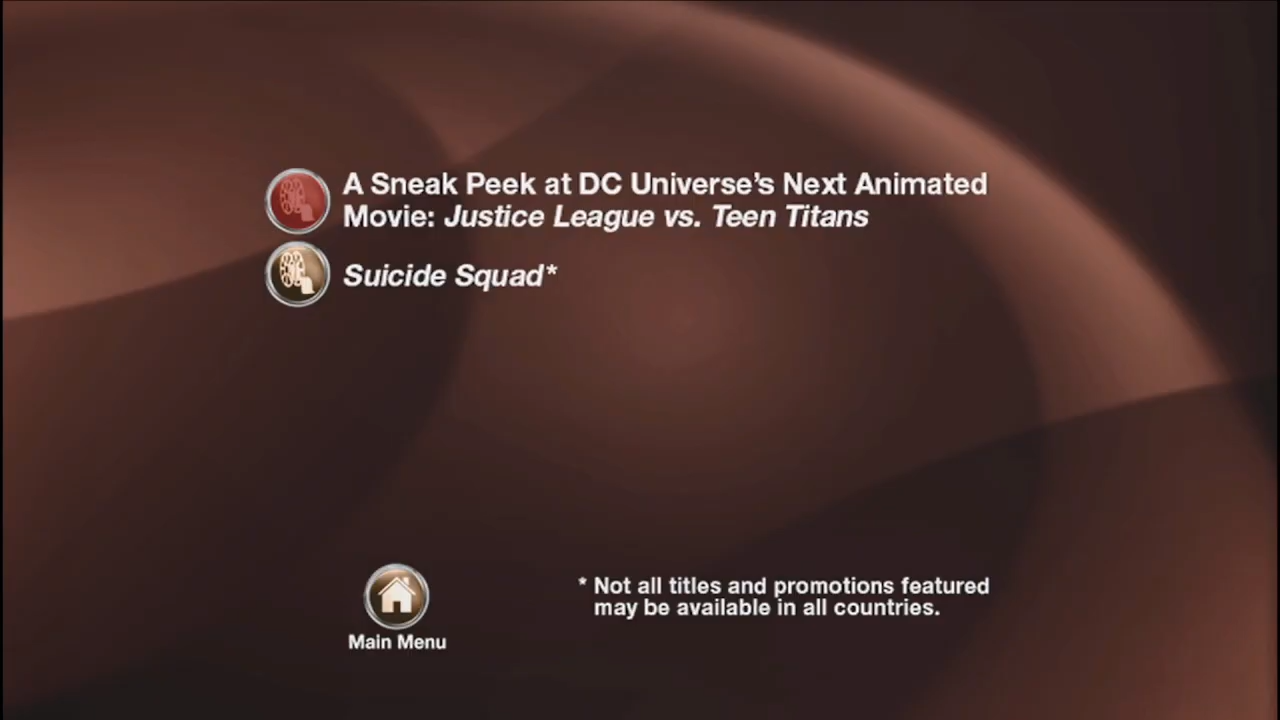 A Sneak Peek at DC Universe's Next Animated
Movie: Justice League vs. Teen Titans
Suicide Squad*
* Not all titles and promotions featured
may be available in all countries.
Main Menu